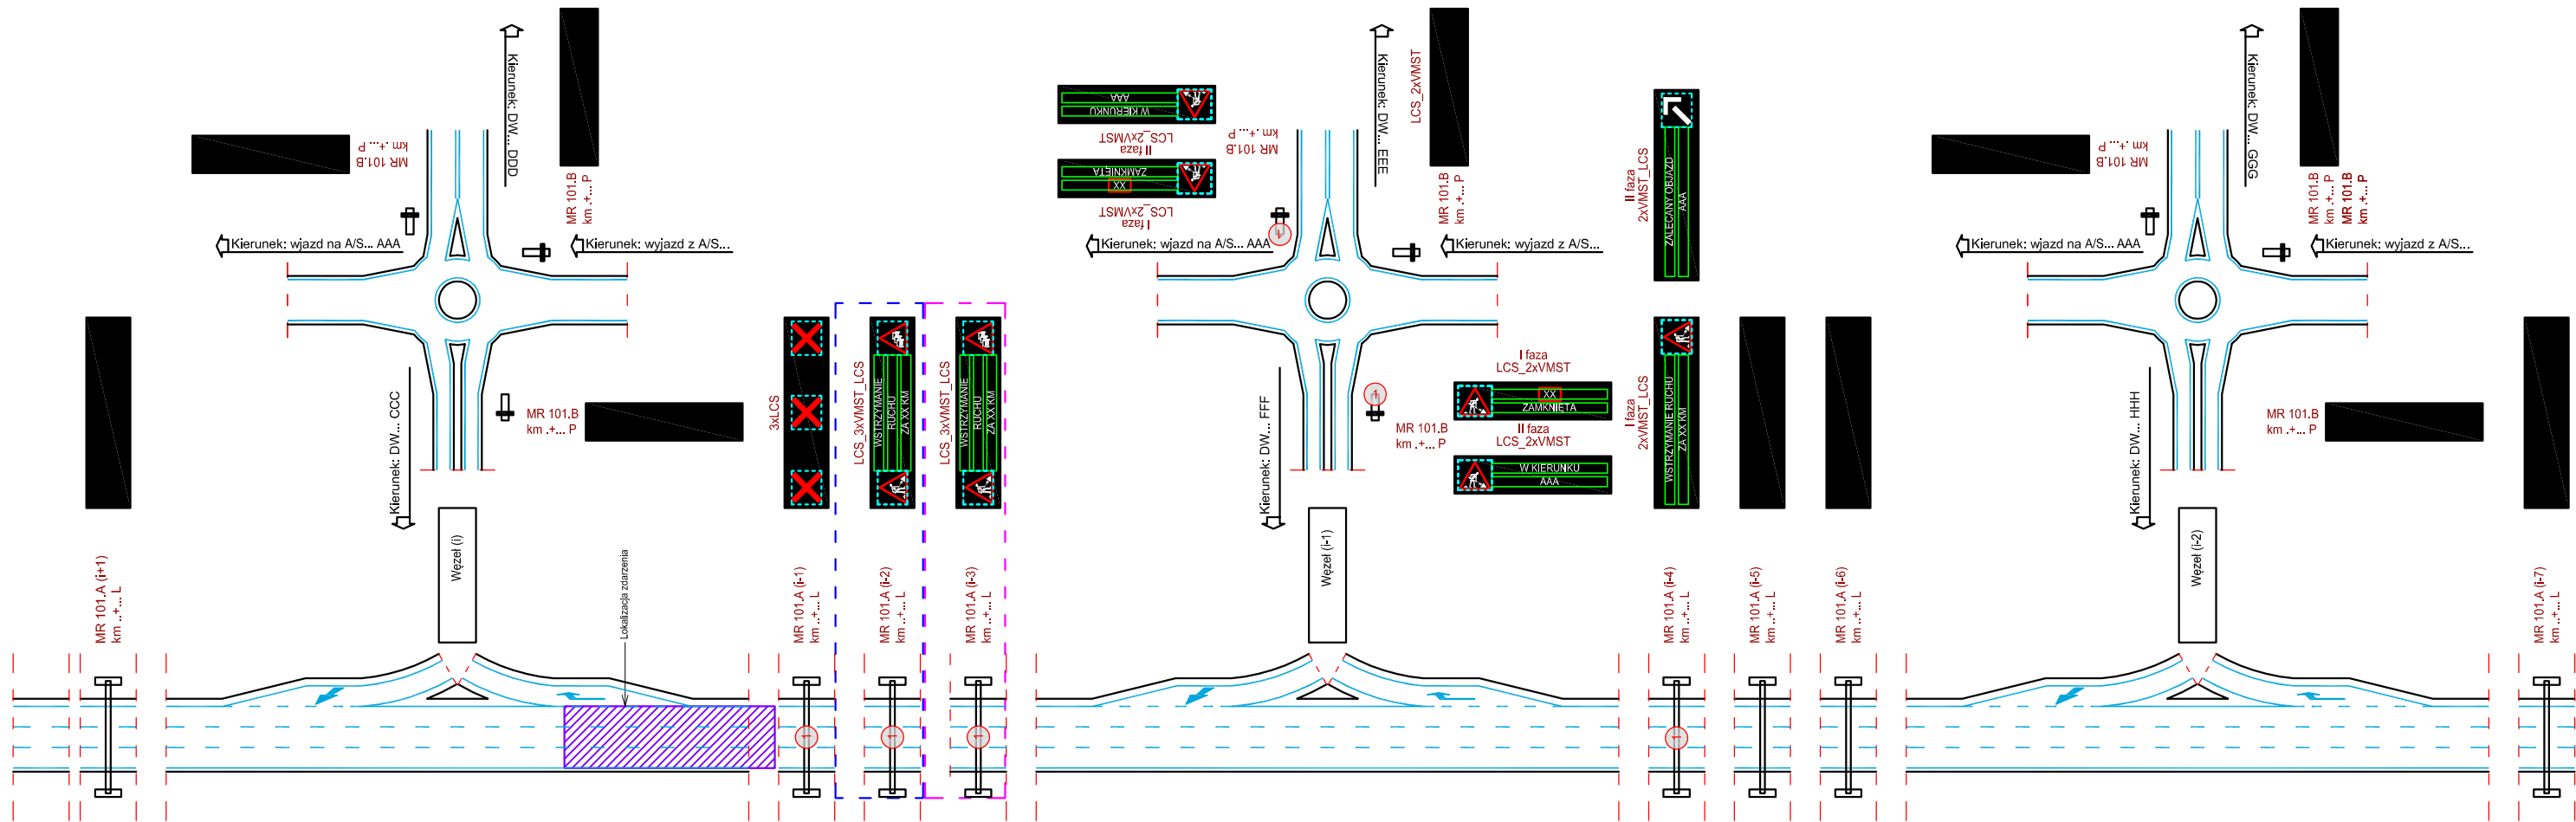 Kierunek: DW... DDD
MR 101.B
km .+... P
MR 101.B
km .+... P
Kierunek: wjazd na A/S... AAA
Kierunek: wyjazd z A/S...
Kierunek: DW... CCC
MR 101.B
km .+... P
Węzeł (i)
Lokalizacja zdarzenia
MR 101.A (i+1)
km ..+... L
3xLCS
MR 101.A (i-1)
km ..+... L
1
LCS_3xVMST_LCS
WSTRZYMANIE
RUCHU
ZA XX KM
MR 101.A (i-2)
km ..+... L
1
LCS_3xVMST_LCS
WSTRZYMANIE
RUCHU
ZA XX KM
MR 101.A (i-3)
km ..+... L
1
Kierunek: DW... EEE
LCS_2xVMST
MR 101.B
km .+... P
W KIERUNKU
AAA
II faza
LCS_2xVMST
XX
ZAMKNIĘTA
I faza
LCS_2xVMST
MR 101.B
km .+... P
1
Kierunek: wjazd na A/S... AAA
Kierunek: wyjazd z A/S...
Kierunek: DW... FFF
1
MR 101.B
km .+... P
I faza
LCS_2xVMST
XX
ZAMKNIĘTA
II faza
LCS_2xVMST
W KIERUNKU
AAA
Węzeł (i-1)
II faza
2xVMST_LCS
ZALECANY OBJAZD
AAA
I faza
2xVMST_LCS
WSTRZYMANIE RUCHU
ZA XX KM
MR 101.A (i-4)
km ..+... L
1
MR 101.A (i-5)
km ..+... L
MR 101.A (i-6)
km ..+... L
Kierunek: DW... GGG
MR 101.B
km .+... P
MR 101.B
km .+... P
MR 101.B
km .+... P
Kierunek: wjazd na A/S... AAA
Kierunek: wyjazd z A/S...
Kierunek: DW... HHH
MR 101.B
km .+... P
Węzeł (i-2)
MR 101.A (i-7)
km ..+... L